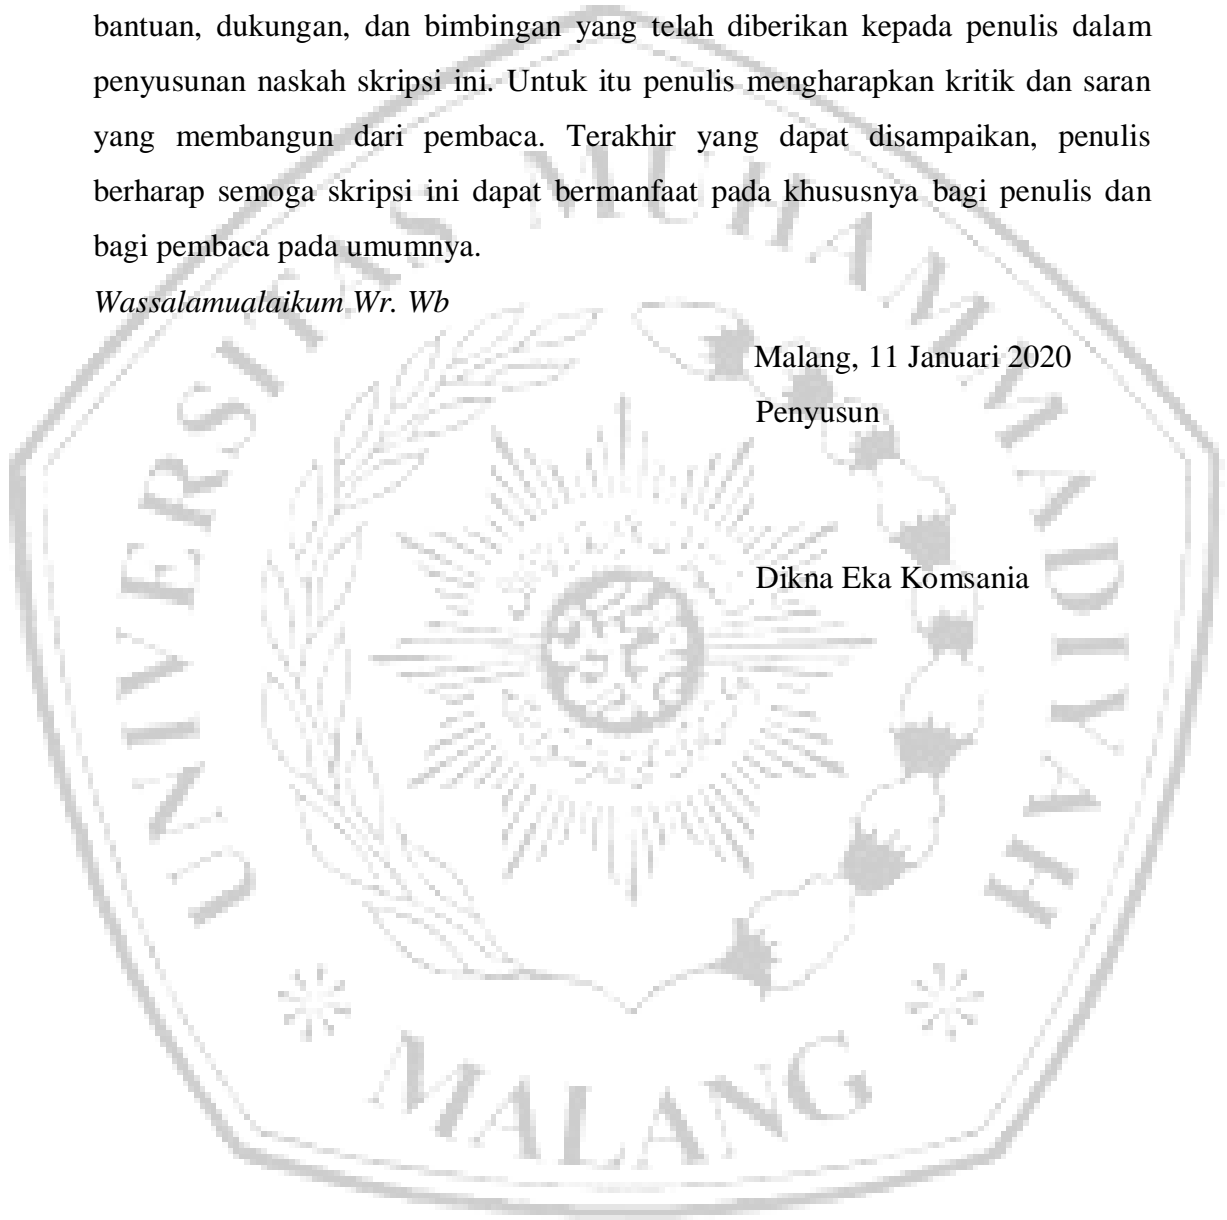 bantuan, dukungan, dan bimbingan yang telah diberikan kepada penulis dalam
penyusunan naskah skripsi ini. Untuk itu penulis mengharapkan kritik dan saran
yang membangun dari pembaca. Terakhir yang dapat disampaikan, penulis
berharap semoga skripsi ini dapat bermanfaat pada khususnya bagi penulis dan
bagi pembaca pada umumnya.
Wassalamualaikum Wr. Wb
Malang, 11 Januari 2020
Penyusun
Dikna Eka Komsania
UNIVERSITAS MUHAMMADIYAH
MALANG